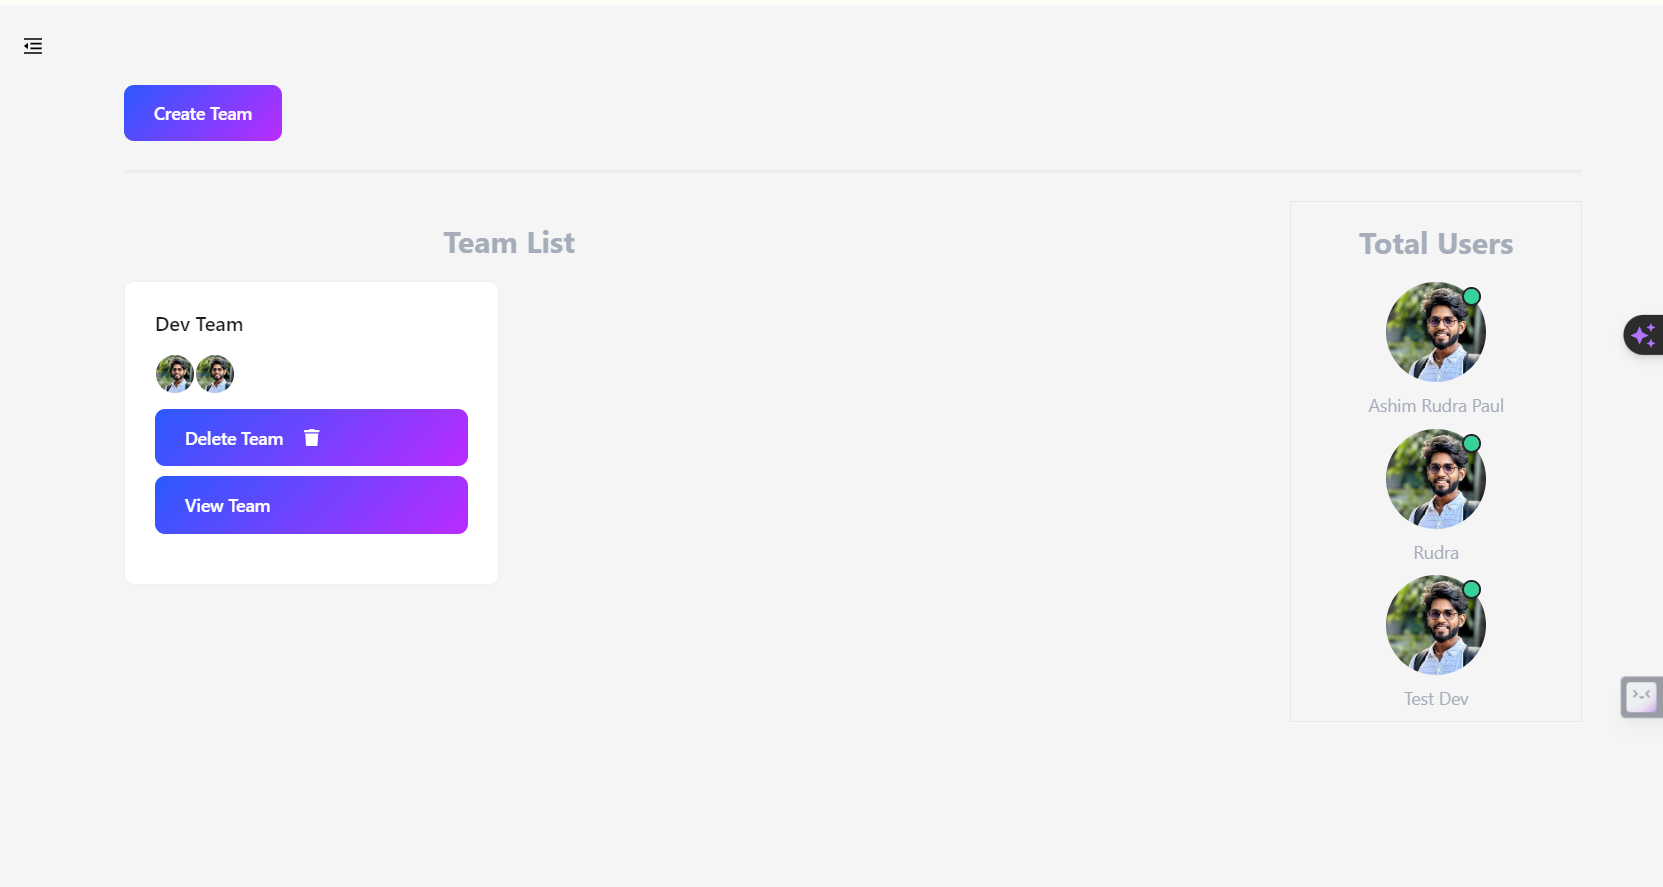 Create Team
Team List
Dev Team
Delete Team
View Team
Total Users
Ashim Rudra Paul
Rudra
Test Dev